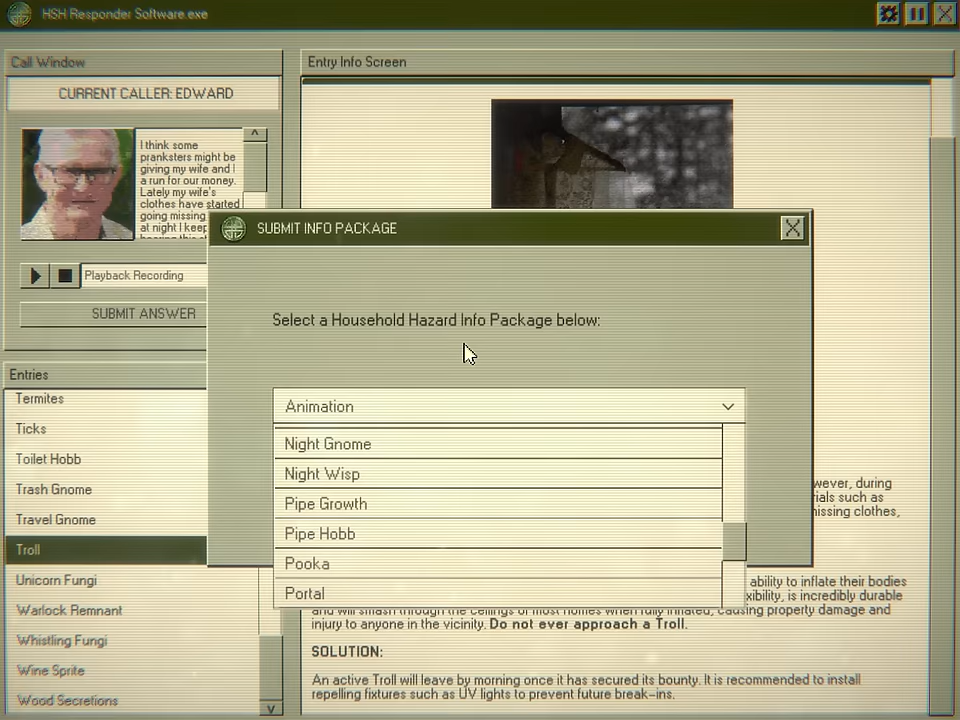 HSH Responder Software.exe
Call Window
CURRENT CALLER: EDWARD
I think some
pranksters might be
giving my wife and I
a run for our money.
Lately my wife's
clothes have started
going missing
at night I keep
Playback Recording
SUBMIT ANSWER
Entries
Termites
Ticks
Toilet Hobb
Trash Gnome
Travel Gnome
Troll
Unicorn Fungi
Warlock Remnant
Whistling Fungi
Wine Sprite
Wood Secretions
Entry Info Screen
SUBMIT INFO PACKAGE
Select a Household Hazard Info Package below:
Animation
Night Gnome
Night Wisp
Pipe Growth
Pipe Hobb
Pooka
Portal
wever, during
rials such as
missing clothes,
ability to inflate their bodies
xibility, is incredibly durable
and will smash through the ceilings of most homes when fully inflated, causing property damage and
injury to anyone in the vicinity. Do not ever approach a Troll.
SOLUTION:
An active Troll will leave by morning once it has secured its bounty. It is recommended to install
repelling fixtures such as UV lights to prevent future break-ins.